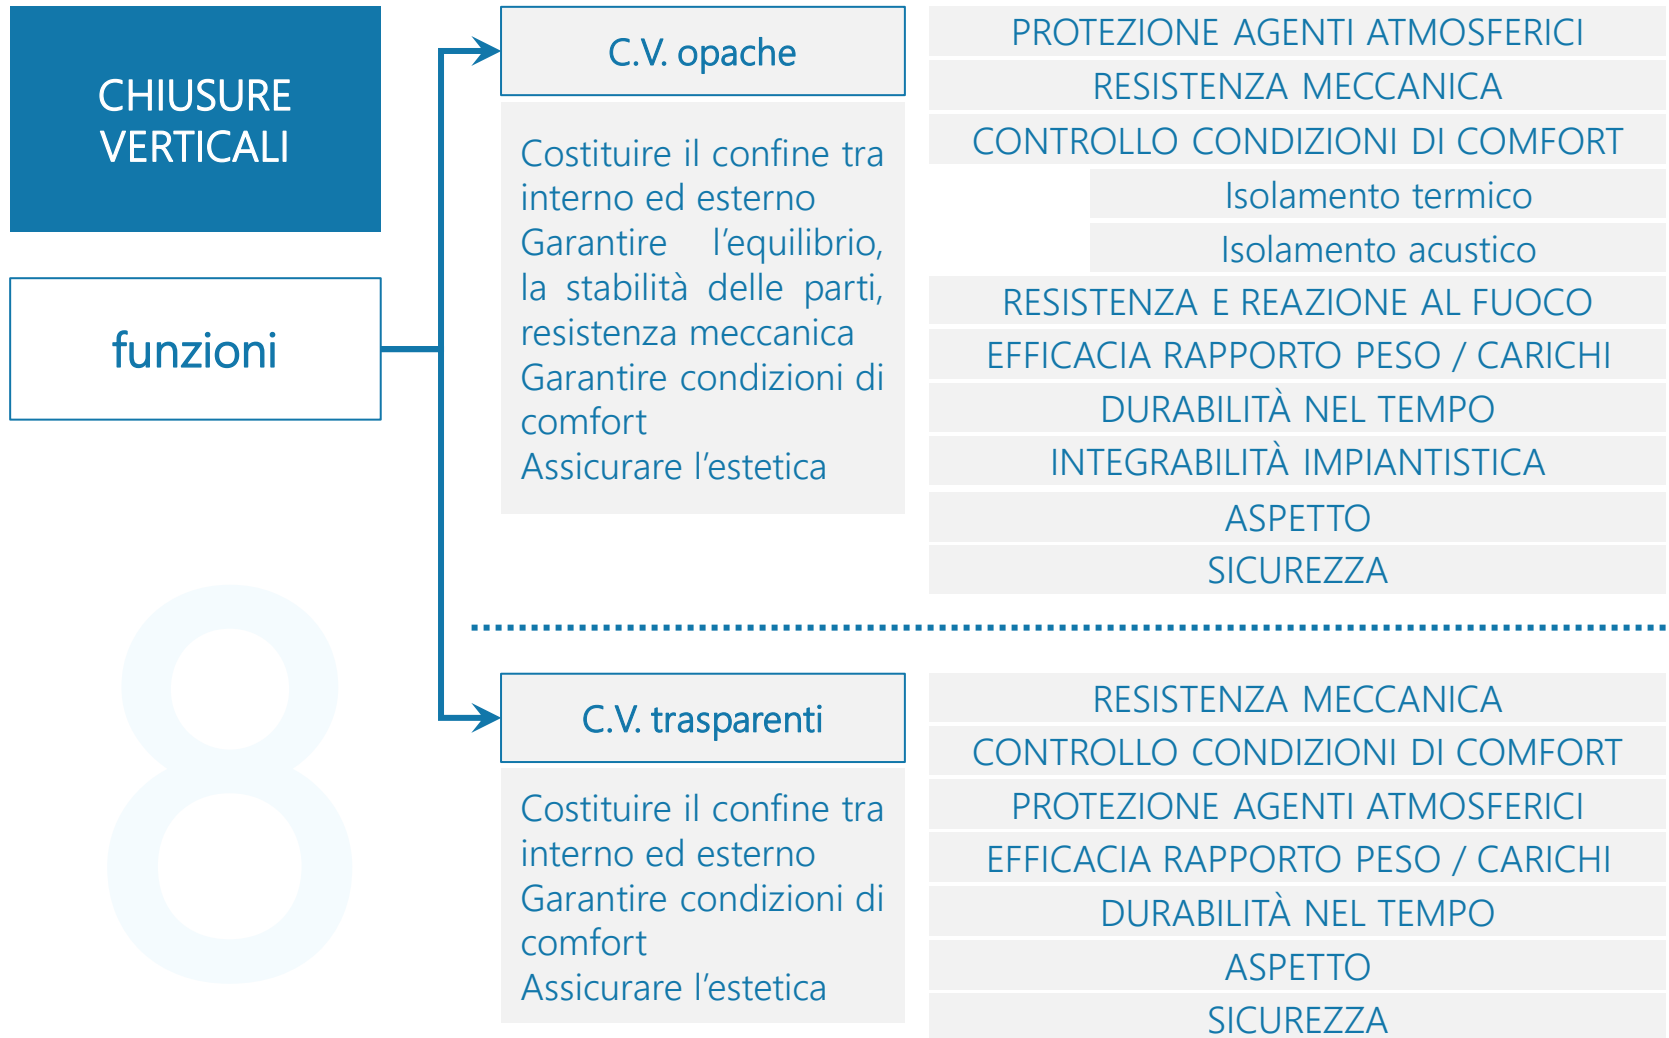 CHIUSURE
VERTICALI
funzioni
8
C.V. opache
Costituire il confine tra
interno ed esterno
Garantire l’equilibrio,
la stabilità delle parti,
resistenza meccanica
Garantire condizioni di
comfort
Assicurare l’estetica
PROTEZIONE AGENTI ATMOSFERICI
RESISTENZA MECCANICA
CONTROLLO CONDIZIONI DI COMFORT
Isolamento termico
Isolamento acustico
RESISTENZA E REAZIONE AL FUOCO
EFFICACIA RAPPORTO PESO / CARICHI
DURABILITÀ NEL TEMPO
INTEGRABILITÀ IMPIANTISTICA
ASPETTO
SICUREZZA
C.V. trasparenti
Costituire il confine tra
interno ed esterno
Garantire condizioni di
comfort
Assicurare l’estetica
RESISTENZA MECCANICA
CONTROLLO CONDIZIONI DI COMFORT
PROTEZIONE AGENTI ATMOSFERICI
EFFICACIA RAPPORTO PESO / CARICHI
DURABILITÀ NEL TEMPO
ASPETTO
SICUREZZA